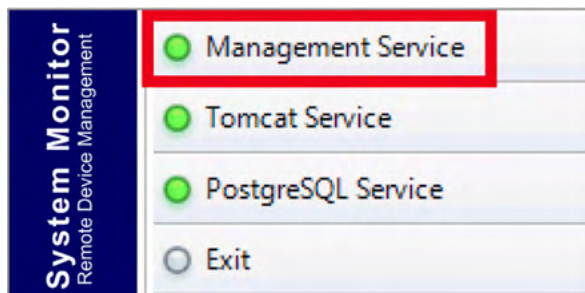 System Monitor
Remote Device Management
Management Service
Tomcat Service
PostgreSQL Service
Exit